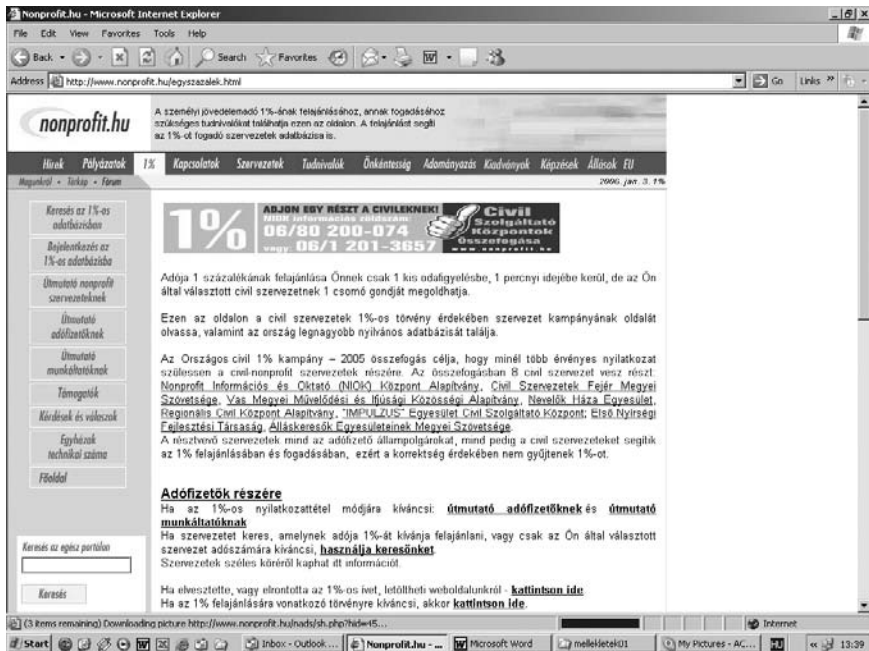 Nonprofit.hu - Microsoft Internet Explorer
File Edit View Favorites Tools Help
Back Search Favorites
Address http://www.nonprofit.hu/egyszazalek.html Go Links »
nonprofit.hu
A személyi jövedelemadó 1%-ának felajánlásához, annak fogadásához
szükséges tudnivalókat találhatja ezen az oldalon. A felajánlást segíti
az 1%-ot fogadó szervezetek adatbázisa is.
Hírek Pályázatok 1% Kapcsolatok Szervezetek Tudnivalók Önkéntesség Adományozás Kiadványok Képzések Állások EU
Magunkról - Térkép - Fórum
2006. jan. 3. 1%
Keresés az 1%-os
adatbázisban
Bejelentkezés az
1%-os adatbázisba
Útmutató nonprofit
szervezeteknek
Útmutató
adófizetőknek
Útmutató
munkáltatóknak
Támogatók
Kérdések és válaszok
Egyházak
technikai száma
Főoldal
Keresés az egész portálon
Keresés
1%
ADJON EGY RÉSZT A CIVILEKNEK!
NIOK információs zöldszám:
06/80 200-074
vagy: 06/1 201-3657
Civil
Szolgáltató
Központok
Összefogása
www.nonprofit.hu
Adója 1 százalékának felajánlása Önnek csak 1 kis odafigyelésbe, 1 percnyi idejébe kerül, de az Ön
által választott civil szervezetnek 1 csomó gondját megoldhatja.
Ezen az oldalon a civil szervezetek 1%-os törvény érdekében szervezet kampányának oldalát
olvassa, valamint az ország legnagyobb nyilvános adatbázisát találja.
Az Országos civil 1% kampány – 2005 összefogás célja, hogy minél több érvényes nyilatkozat
szülessen a civil-nonprofit szervezetek részére. Az összefogásban 8 civil szervezet vesz részt:
Nonprofit Információs és Oktató (NIOK) Központ Alapítvány, Civil Szervezetek Fejér Megyei
Szövetsége, Vas Megyei Művelődési és Ifjúsági Közösségi Alapítvány, Nevelők Háza Egyesület,
Regionális Civil Központ Alapítvány, "IMPULZUS" Egyesület Civil Szolgáltató Központ; Első Nyírségi
Fejlesztési Társaság, Álláskeresők Egyesületeinek Megyei Szövetsége.
A résztvevő szervezetek mind az adófizető állampolgárokat, mind pedig a civil szervezeteket segítik
az 1% felajánlásában és fogadásában, ezért a korrektség érdekében nem gyűjtenek 1%-ot.
Adófizetők részére
Ha az 1%-os nyilatkozattétel módjára kíváncsi: útmutató adófizetőknek és útmutató
munkáltatóknak
Ha szervezetet keres, amelynek adója 1%-át kívánja felajánlani, vagy csak az Ön által választott
szervezet adószámára kíváncsi, használja keresőnket.
Szervezetek széles köréről kaphat itt információt.
Ha elvesztette, vagy elrontotta az 1%-os ívet, letöltheti weboldalunkról - kattintson ide.
Ha az 1% felajánlására vonatkozó törvényre kíváncsi, akkor kattintson ide.
(3 items remaining) Downloading picture http://www.nonprofit.hu/nads/sh.php?hid=45... Internet
Start Inbox - Outlook ... Nonprofit.hu - ... Microsoft Word mellekletek01 My Pictures - AC... HU « 13:39